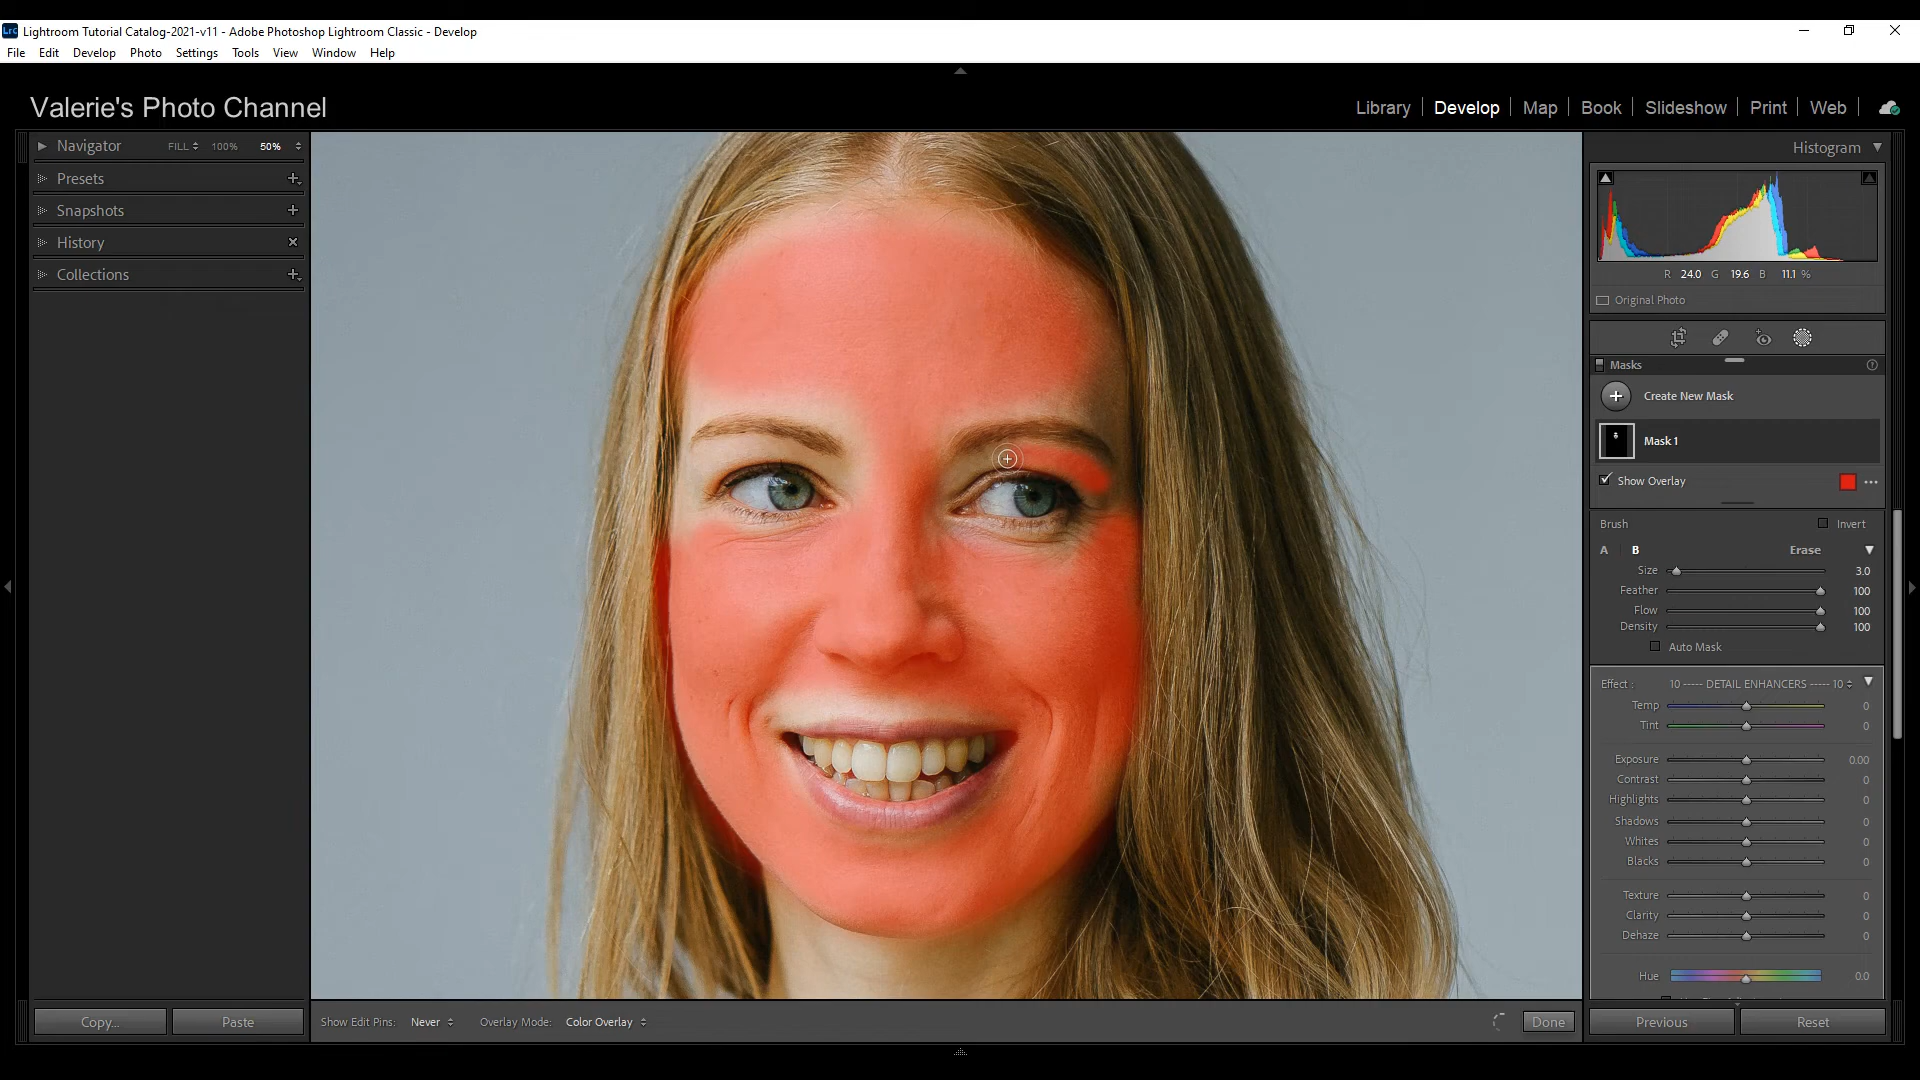 Lrc Lightroom Tutorial Catalog-2021-v11 - Adobe Photoshop Lightroom Classic - Develop
File Edit Develop Photo Settings Tools View Window Help
Valerie's Photo Channel
Library Develop Map Book Slideshow Print Web
Navigator FILL 100% 50%
Presets
Snapshots
History
Collections
Copy... Paste
Show Edit Pins: Never Overlay Mode: Color Overlay Done
Histogram
R 24.0 G 19.6 B 11.1 %
Original Photo
Masks
Create New Mask
Mask 1
Show Overlay
Brush Invert
A B Erase
Size 3.0
Feather 100
Flow 100
Density 100
Auto Mask
Effect : 10 ----- DETAIL ENHANCERS ----- 10
Temp 0
Tint 0
Exposure 0.00
Contrast 0
Highlights 0
Shadows 0
Whites 0
Blacks 0
Texture 0
Clarity 0
Dehaze 0
Hue 0.0
Previous Reset